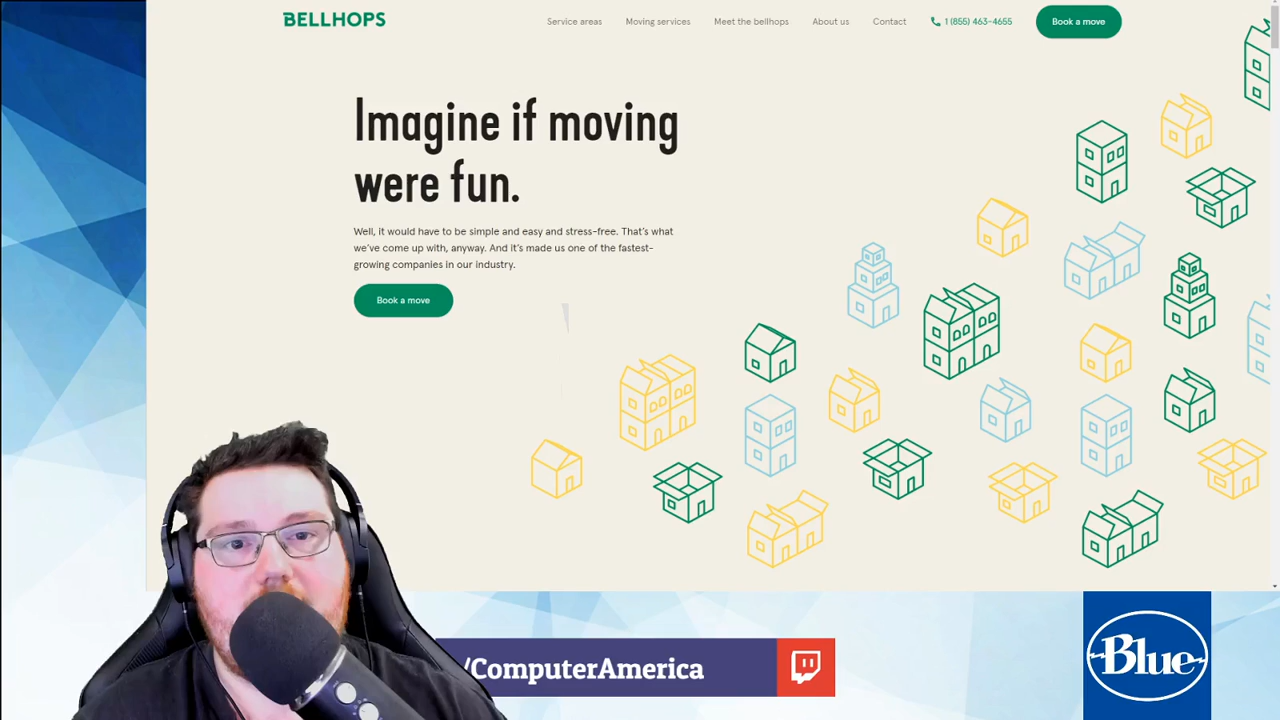 BELLHOPS
Service areas
Moving services
Meet the bellhops
About us
Contact
1 (855) 463-4655
Book a move
Imagine if moving
were fun.
Well, it would have to be simple and easy and stress-free. That's what
we've come up with, anyway. And it's made us one of the fastest-
growing companies in our industry.
Book a move
/ComputerAmerica
Blue